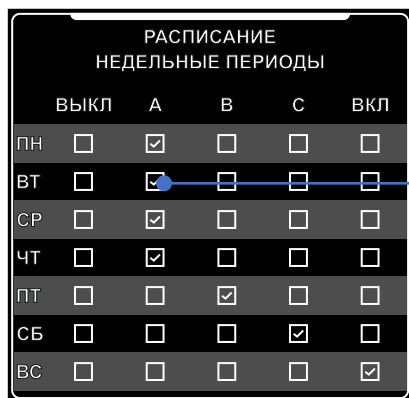 РАСПИСАНИЕ
НЕДЕЛЬНЫЕ ПЕРИОДЫ
ВЫКЛ A B C ВКЛ
ПН
ВТ
СР
ЧТ
ПТ
СБ
ВС